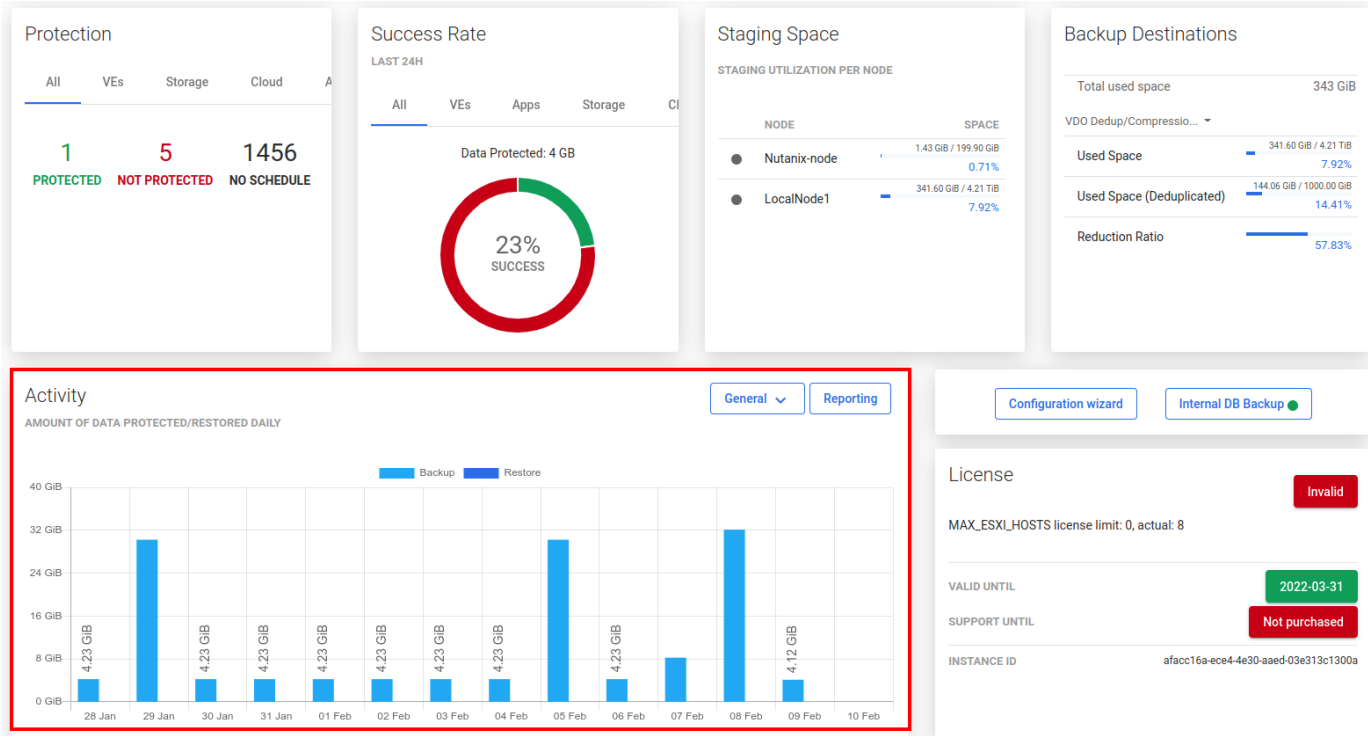 Protection
All VEs Storage Cloud
1 5 1456
PROTECTED NOT PROTECTED NO SCHEDULE
Success Rate
LAST 24H
All VEs Apps Storage
Data Protected: 4 GB
23%
SUCCESS
Staging Space
STAGING UTILIZATION PER NODE
NODE SPACE
Nutanix-node 1.43 GiB / 199.90 GiB
0.71%
LocalNode1 341.60 GiB / 4.21 TiB
7.92%
Backup Destinations
Total used space 343 GiB
VDO Dedup/Compressio...
Used Space 341.60 GiB / 4.21 TiB
7.92%
Used Space (Deduplicated) 144.06 GiB / 1000.00 GiB
14.41%
Reduction Ratio
57.83%
Activity
General Reporting
AMOUNT OF DATA PROTECTED/RESTORED DAILY
Backup Restore
40 GiB
32 GiB
24 GiB
16 GiB
8 GiB
0 GiB
4.23 GiB
4.23 GiB
4.23 GiB
4.23 GiB
4.23 GiB
4.23 GiB
4.23 GiB
4.23 GiB
4.12 GiB
28 Jan 29 Jan 30 Jan 31 Jan 01 Feb 02 Feb 03 Feb 04 Feb 05 Feb 06 Feb 07 Feb 08 Feb 09 Feb 10 Feb
Configuration wizard Internal DB Backup
License
Invalid
MAX_ESXI_HOSTS license limit: 0, actual: 8
VALID UNTIL 2022-03-31
SUPPORT UNTIL Not purchased
INSTANCE ID afacc16a-ece4-4e30-aaed-03e313c1300a